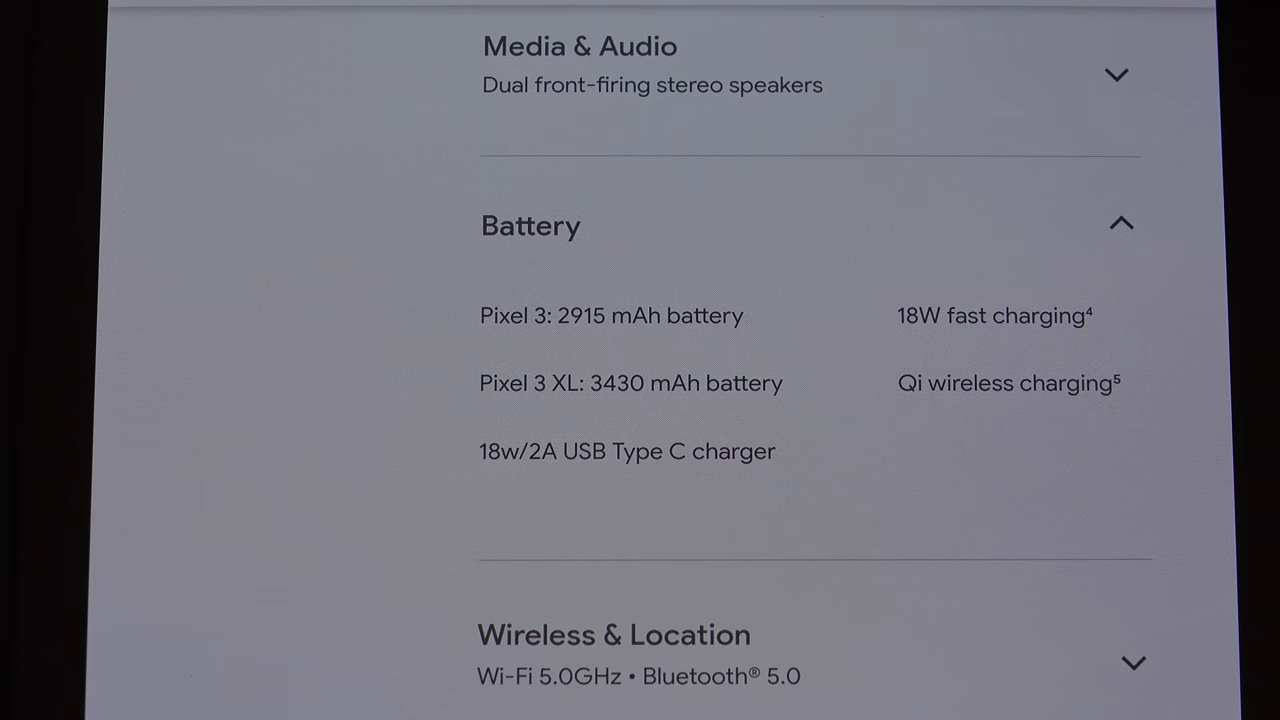 Media & Audio
Dual front-firing stereo speakers
Battery
Pixel 3: 2915 mAh battery
18W fast charging⁴
Pixel 3 XL: 3430 mAh battery
Qi wireless charging⁵
18w/2A USB Type C charger
Wireless & Location
Wi-Fi 5.0GHz • Bluetooth® 5.0